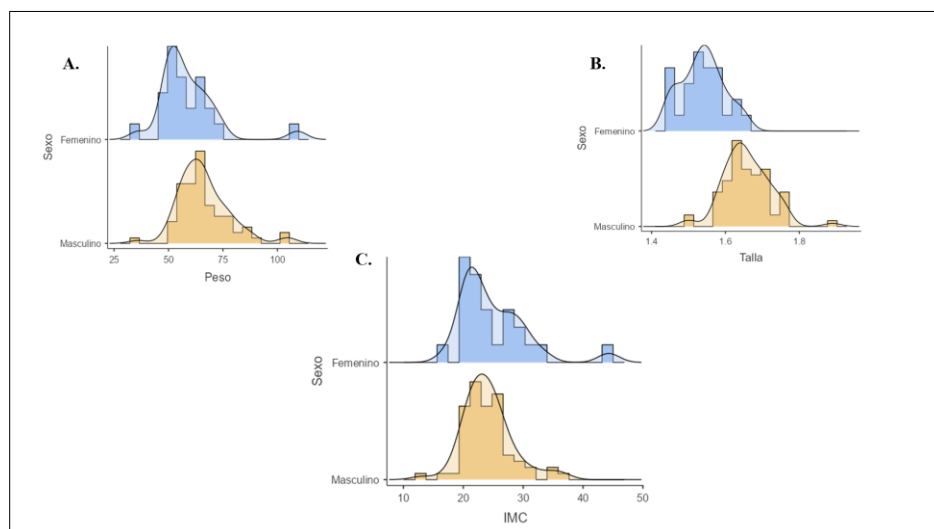 A.
Sexo
Femenino
Masculino
25 50 75 100
Peso
B.
Sexo
Femenino
Masculino
1.4 1.6 1.8
Talla
C.
Sexo
Femenino
Masculino
10 20 30 40 50
IMC